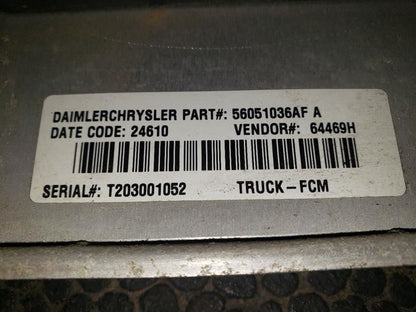 DAIMLERCHRYSLER PART#: 56051036AF A
DATE CODE: 24610 VENDOR#: 64469H
SERIAL#: T203001052 TRUCK-FCM